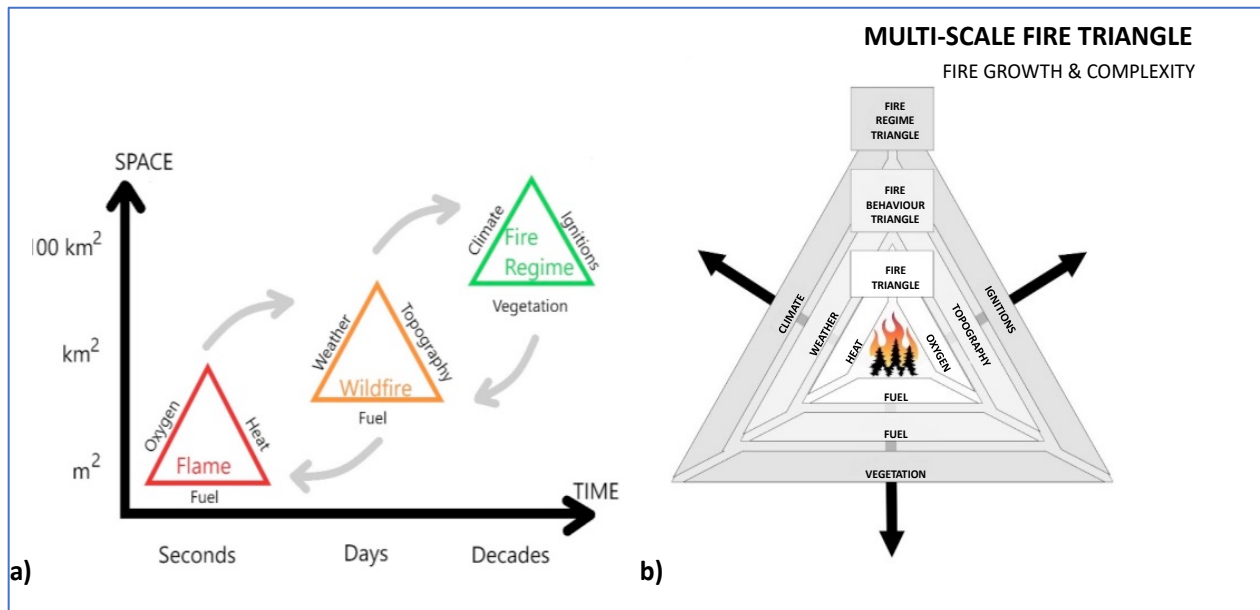 SPACE
100 km²
km²
m²
Oxygen
Heat
Flame
Fuel
Weather
Topography
Wildfire
Fuel
Climate
Ignitions
Fire
Regime
Vegetation
TIME
Seconds
Days
Decades
a)
MULTI-SCALE FIRE TRIANGLE
FIRE GROWTH & COMPLEXITY
FIRE
REGIME
TRIANGLE
FIRE
BEHAVIOUR
TRIANGLE
FIRE
TRIANGLE
CLIMATE
WEATHER
HEAT
OXYGEN
TOPOGRAPHY
IGNITIONS
FUEL
FUEL
VEGETATION
b)